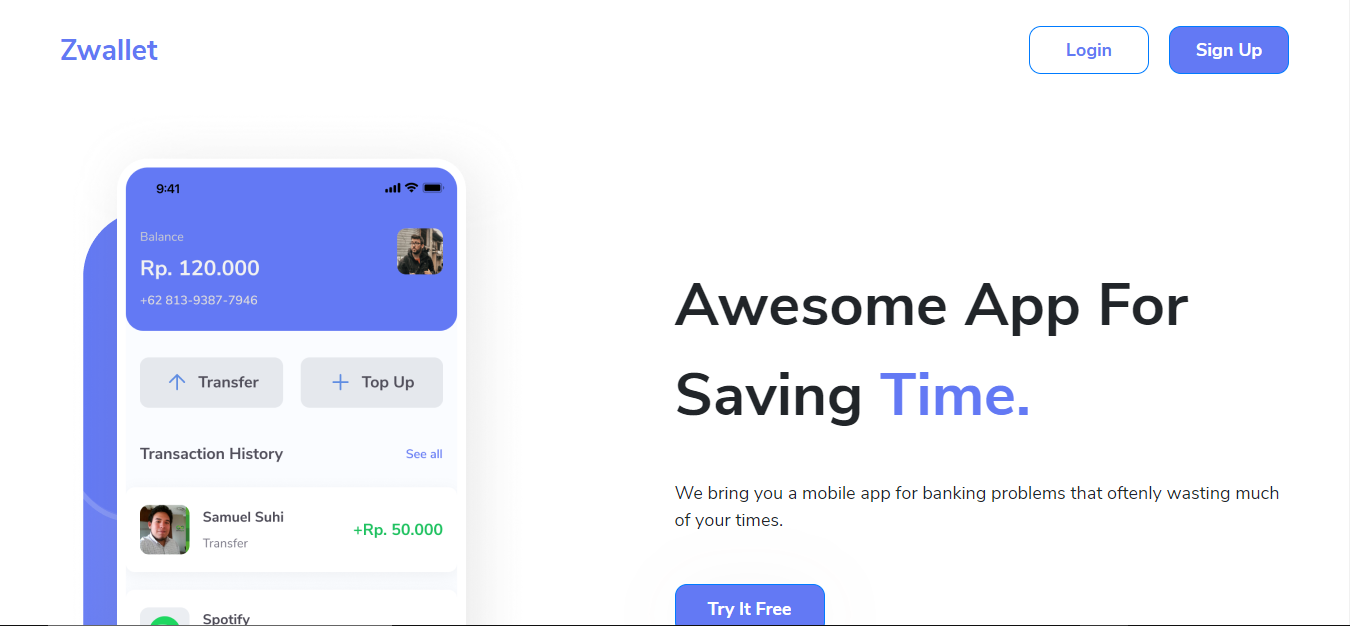 Zwallet
Login
Sign Up
9:41
Balance
Rp. 120.000
+62 813-9387-7946
Transfer
Top Up
Transaction History
See all
Samuel Suhi
Transfer
+Rp. 50.000
Spotify
Awesome App For
Saving Time.
We bring you a mobile app for banking problems that oftenly wasting much
of your times.
Try It Free